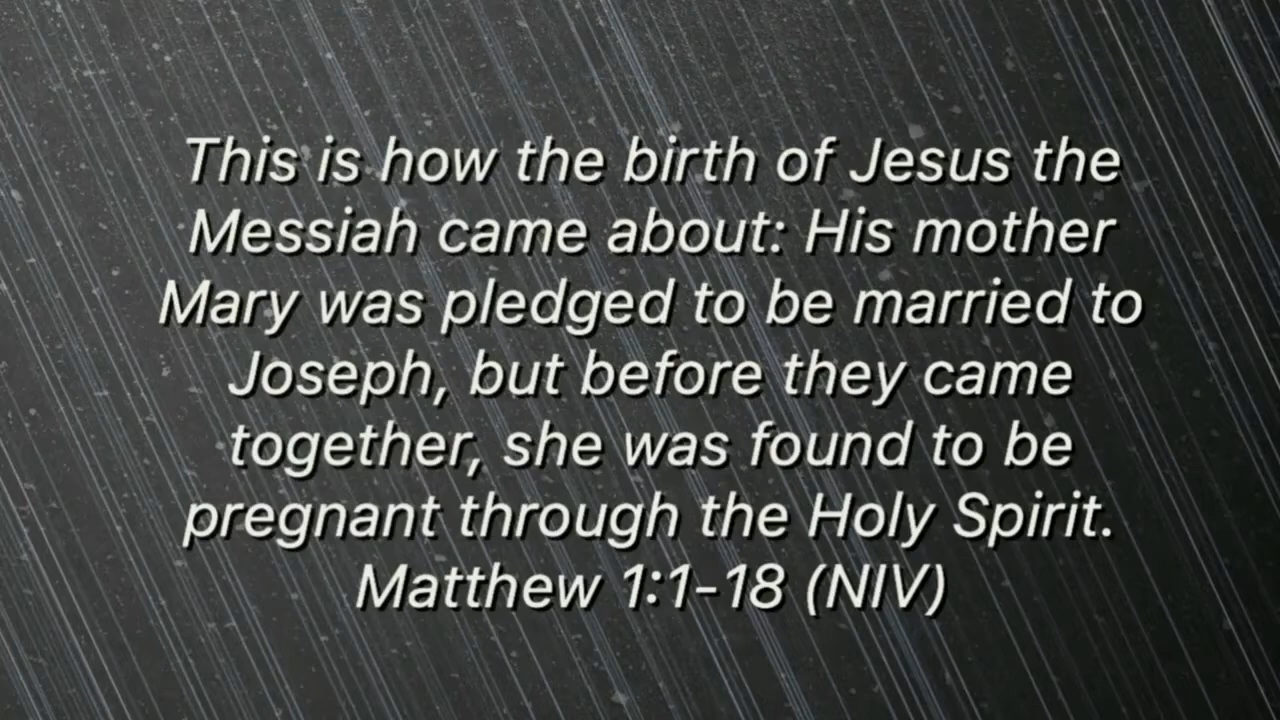 This is how the birth of Jesus the
Messiah came about: His mother
Mary was pledged to be married to
Joseph, but before they came
together, she was found to be
pregnant through the Holy Spirit.
Matthew 1:1-18 (NIV)